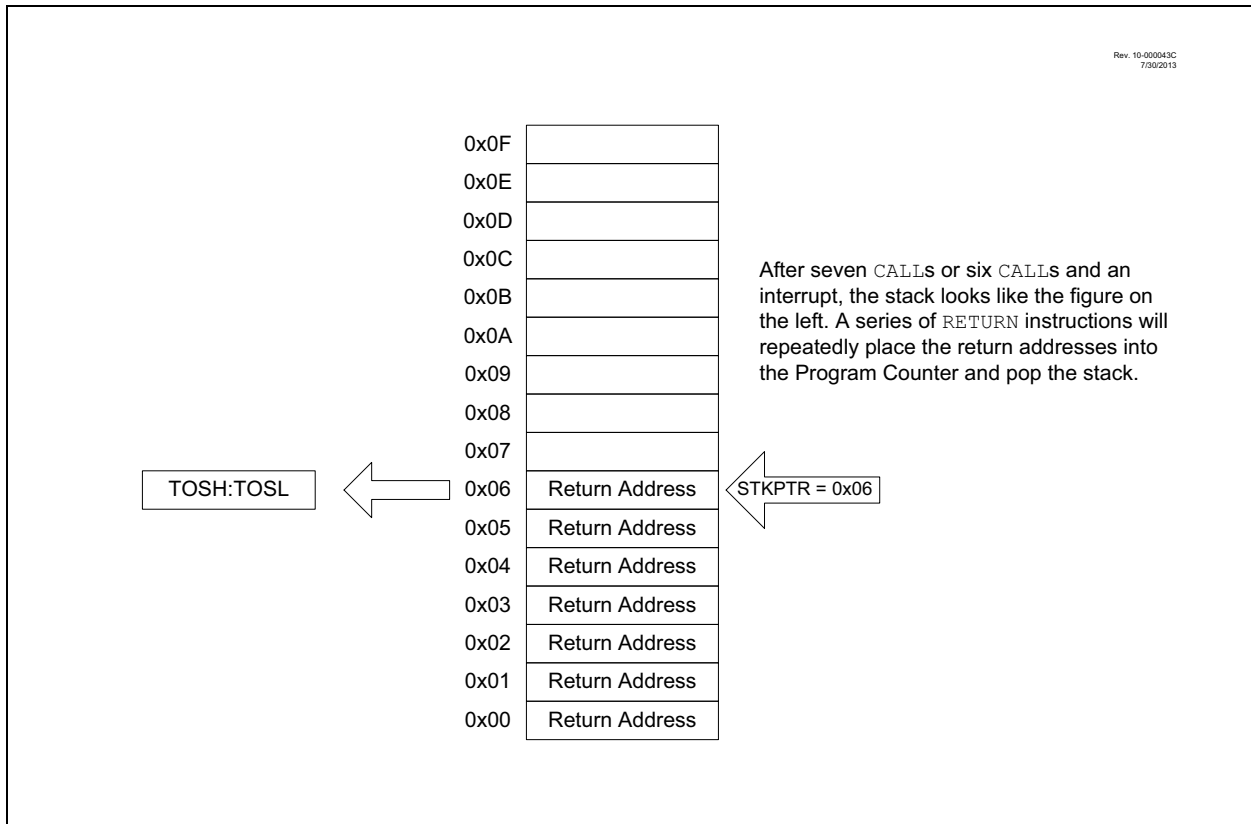 Rev. 10-000043C
7/30/2013
0x0F
0x0E
0x0D
0x0C
0x0B
0x0A
0x09
0x08
0x07
After seven CALLs or six CALLs and an
interrupt, the stack looks like the figure on
the left. A series of RETURN instructions will
repeatedly place the return addresses into
the Program Counter and pop the stack.
TOSH:TOSL
0x06 Return Address
STKPTR = 0x06
0x05 Return Address
0x04 Return Address
0x03 Return Address
0x02 Return Address
0x01 Return Address
0x00 Return Address